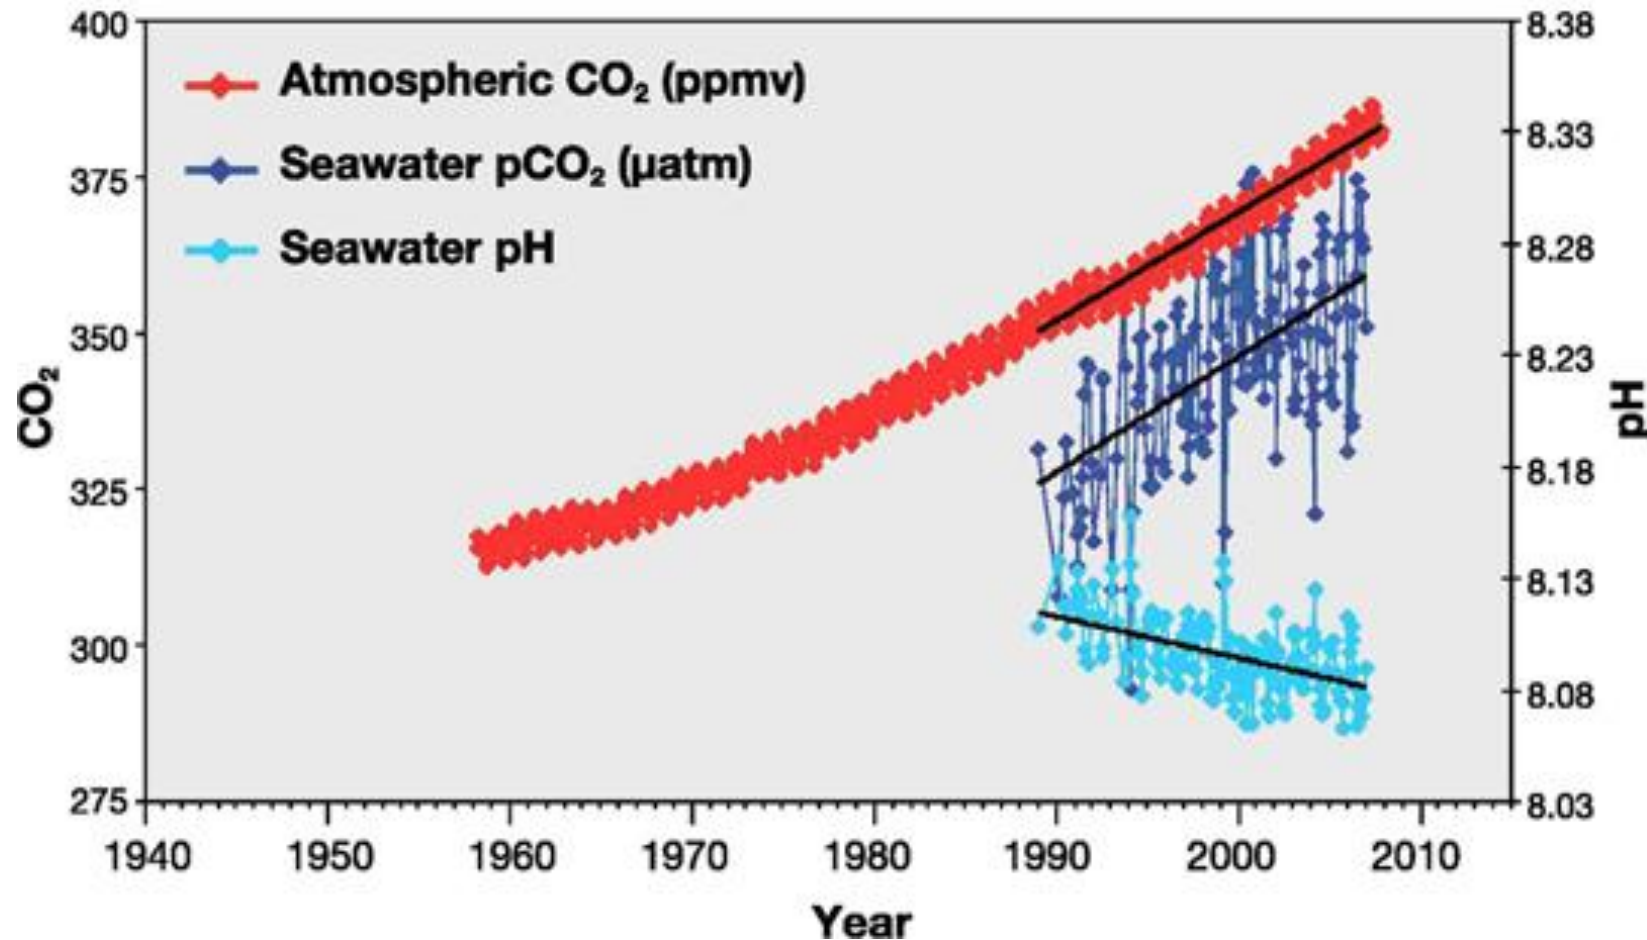 Atmospheric CO₂ (ppmv)
Seawater pCO₂ (µatm)
Seawater pH
CO₂
400
375
350
325
300
275
8.38
8.33
8.28
8.23
8.18
8.13
8.08
8.03
pH
1940 1950 1960 1970 1980 1990 2000 2010
Year